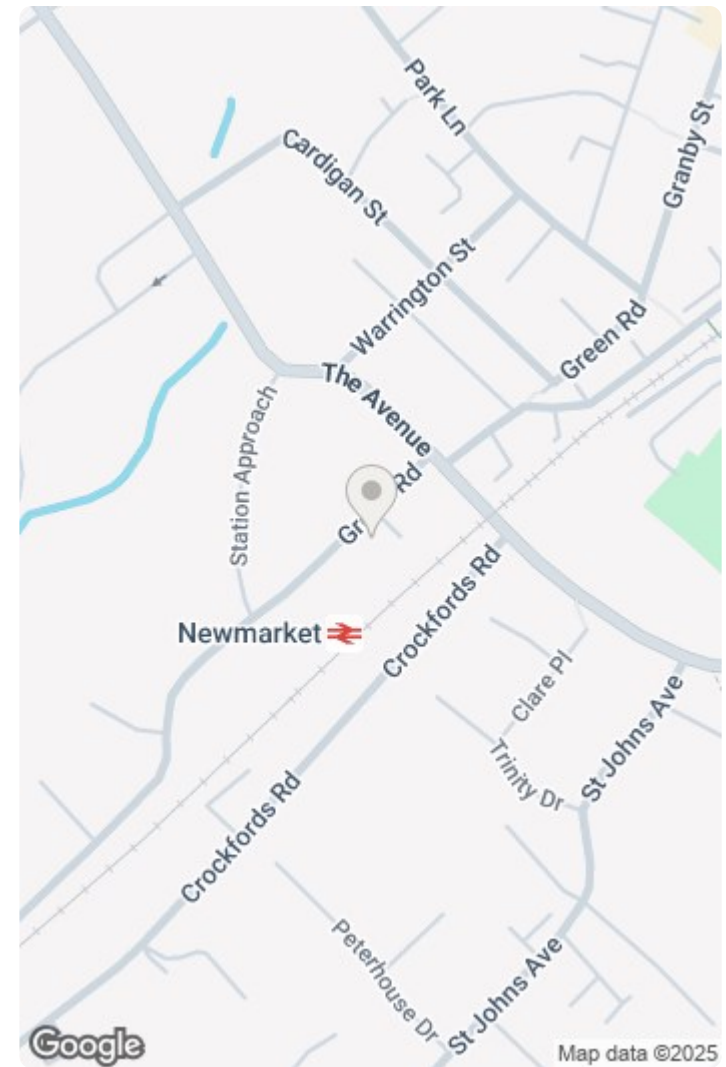 Park Ln
Granby St
Cardigan St
Warrington St
Green Rd
The Avenue
Station Approach
Rd
Newmarket
Crockfords Rd
Clare Pl
St Johns Ave
Trinity Dr
Crockfords Rd
Peterhouse Dr
St Johns Ave
Google
Map data ©2025